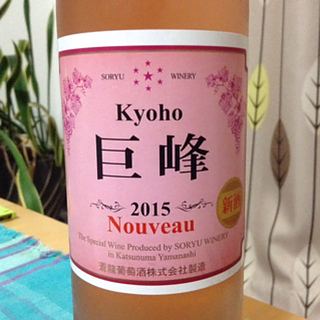 SORYU WINERY
Kyoho
巨峰
2015
新酒
Nouveau
The Special Wine Produced by SORYU WINERY
in Katsunuma Yamanashi
蒼龍葡萄酒株式会社製造